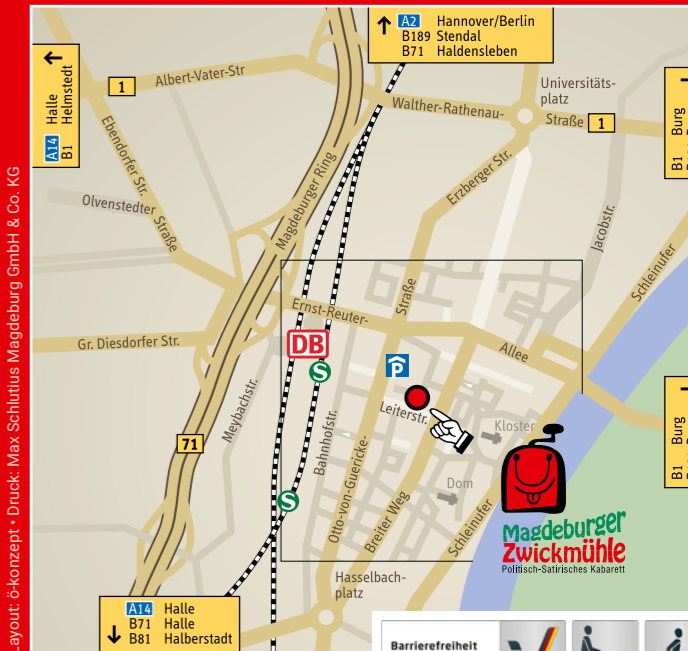 A2 Hannover/Berlin
B189 Stendal
B71 Haldensleben
A14 Halle
B1 Helmstedt
1
Albert-Vater-Str
Universitäts-
platz
Walther-Rathenau-
Straße
1
B1 Burg
Ebendorfer Str.
Magdeburger Ring
Erzberger Str.
Olvenstedter
Straße
Jacobstr.
Schleinufer
Ernst-Reuter-
Allee
Straße
Gr. Diesdorfer Str.
DB
S
P
Meybachstr.
Leiterstr.
Bahnhofstr.
Kloster
71
B1 Burg
Otto-von-Guericke-
Breiter Weg
Dom
S
Schleinufer
Magdeburger
Zwickmühle
Politisch-Satirisches Kabarett
Hasselbach-
platz
A14 Halle
B71 Halle
B81 Halberstadt
Barrierefreiheit
Layout: ö-konzept • Druck: Max Schlutius Magdeburg GmbH & Co. KG